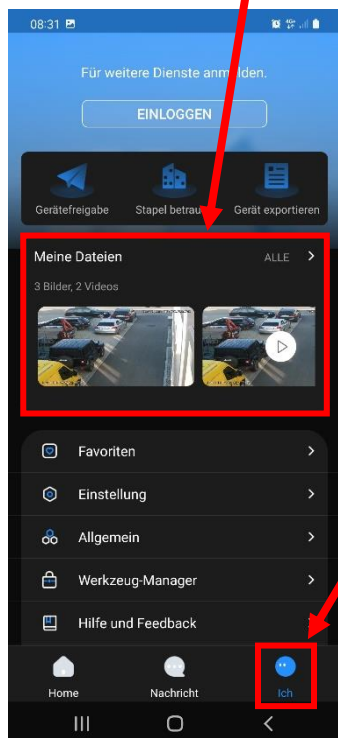 08:31
Für weitere Dienste anmelden.
EINLOGGEN
Gerätefreigabe
Stapel betrau
Gerät exportieren
Meine Dateien
ALLE >
3 Bilder, 2 Videos
Favoriten >
Einstellung >
Allgemein >
Werkzeug-Manager >
Hilfe und Feedback
Home
Nachricht
Ich